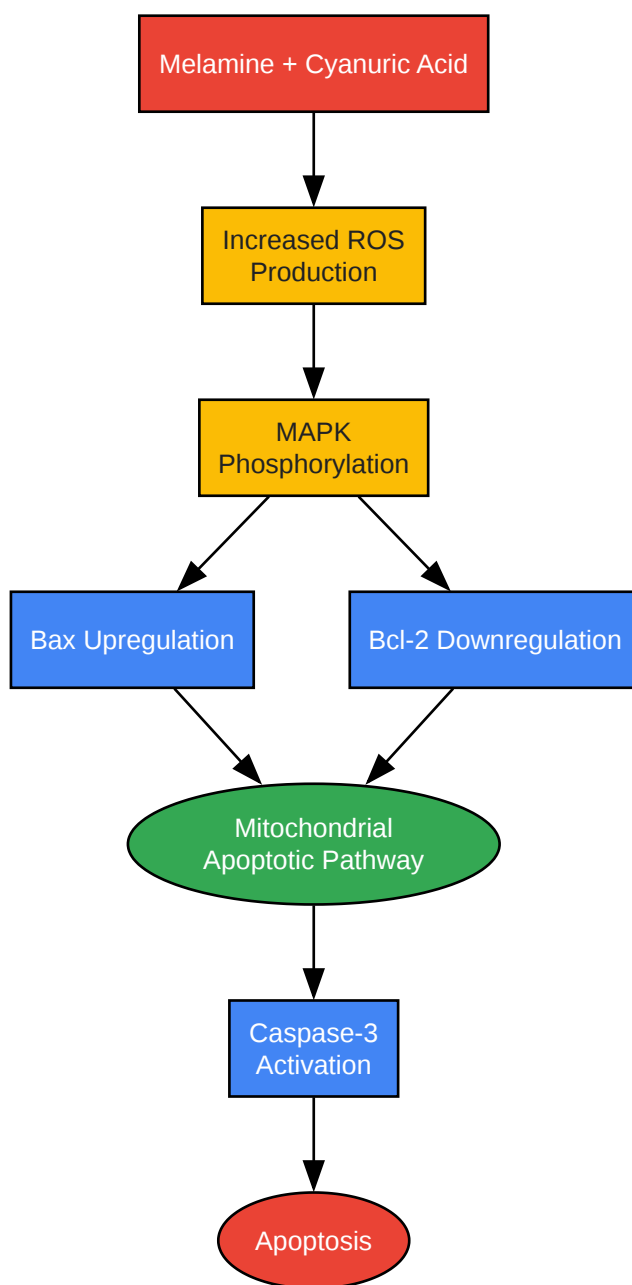 Melamine + Cyanuric Acid
Increased ROS
Production
MAPK
Phosphorylation
Bax Upregulation
Bcl-2 Downregulation
Mitochondrial
Apoptotic Pathway
Caspase-3
Activation
Apoptosis